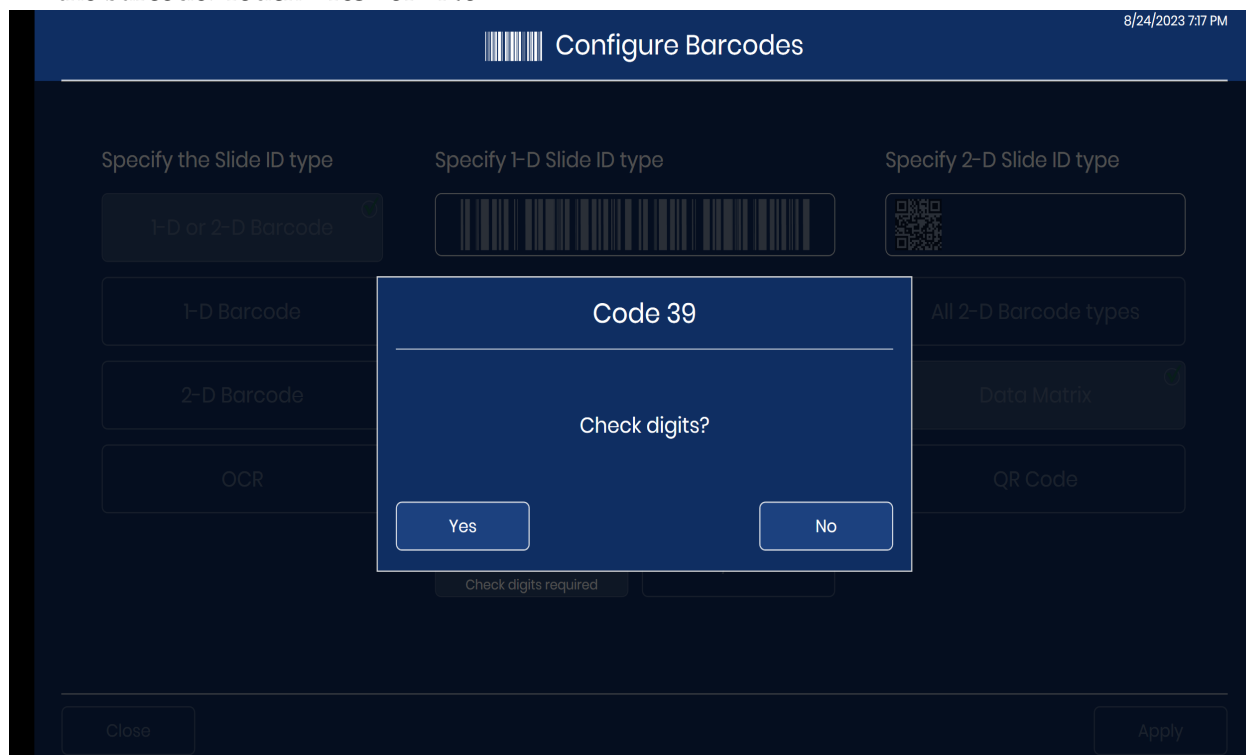 8/24/2023 7:17 PM
Configure Barcodes
Specify the Slide ID type
Specify 1-D Slide ID type
Specify 2-D Slide ID type
1-D or 2-D Barcode
1-D Barcode
All 2-D Barcode types
2-D Barcode
Data Matrix
OCR
QR Code
Code 39
Check digits?
Yes
No
Check digits required
Close
Apply